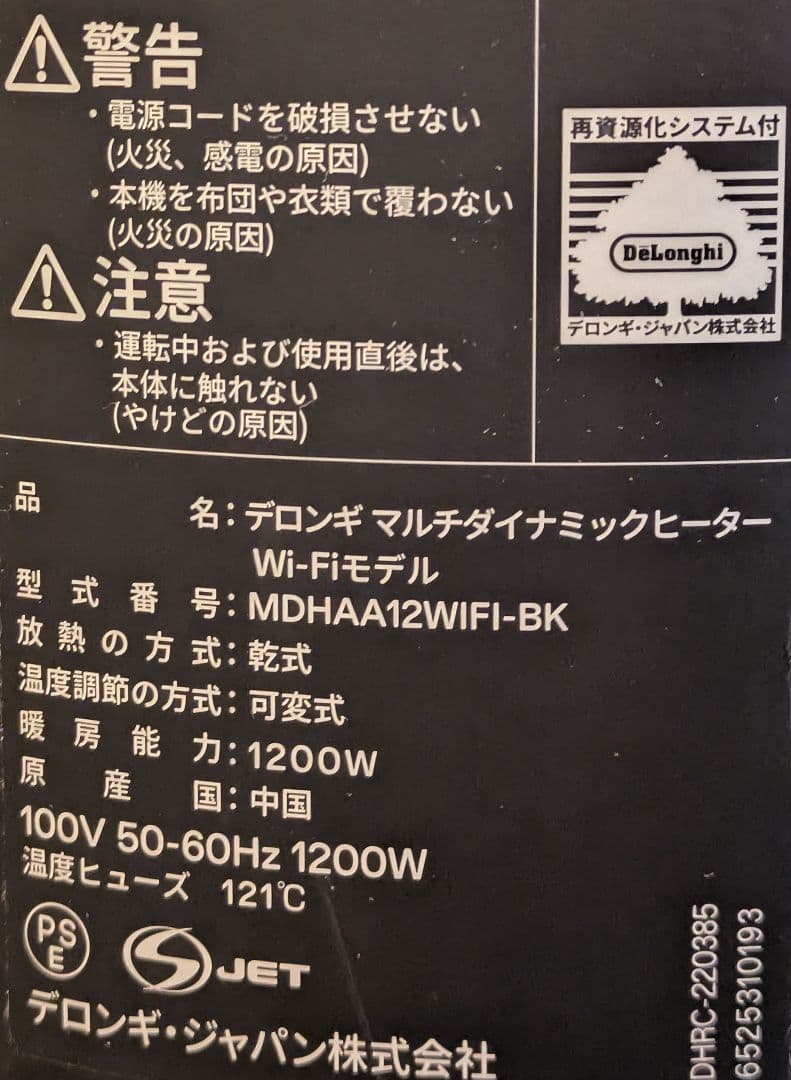 警告
・電源コードを破損させない
(火災、感電の原因)
・本機を布団や衣類で覆わない
(火災の原因)
注意
・運転中および使用直後は、
本体に触れない
(やけどの原因)
再資源化システム付
DēLonghi
デロンギ・ジャパン株式会社
品名：デロンギ マルチダイナミックヒーター
Wi-Fiモデル
型式番号：MDHAA12WIFI-BK
放熱の方式：乾式
温度調節の方式：可変式
暖房能力：1200W
原産国：中国
100V 50-60Hz 1200W
温度ヒューズ 121℃
PSE
S JET
デロンギ・ジャパン株式会社
DHRC-220385
6525310193